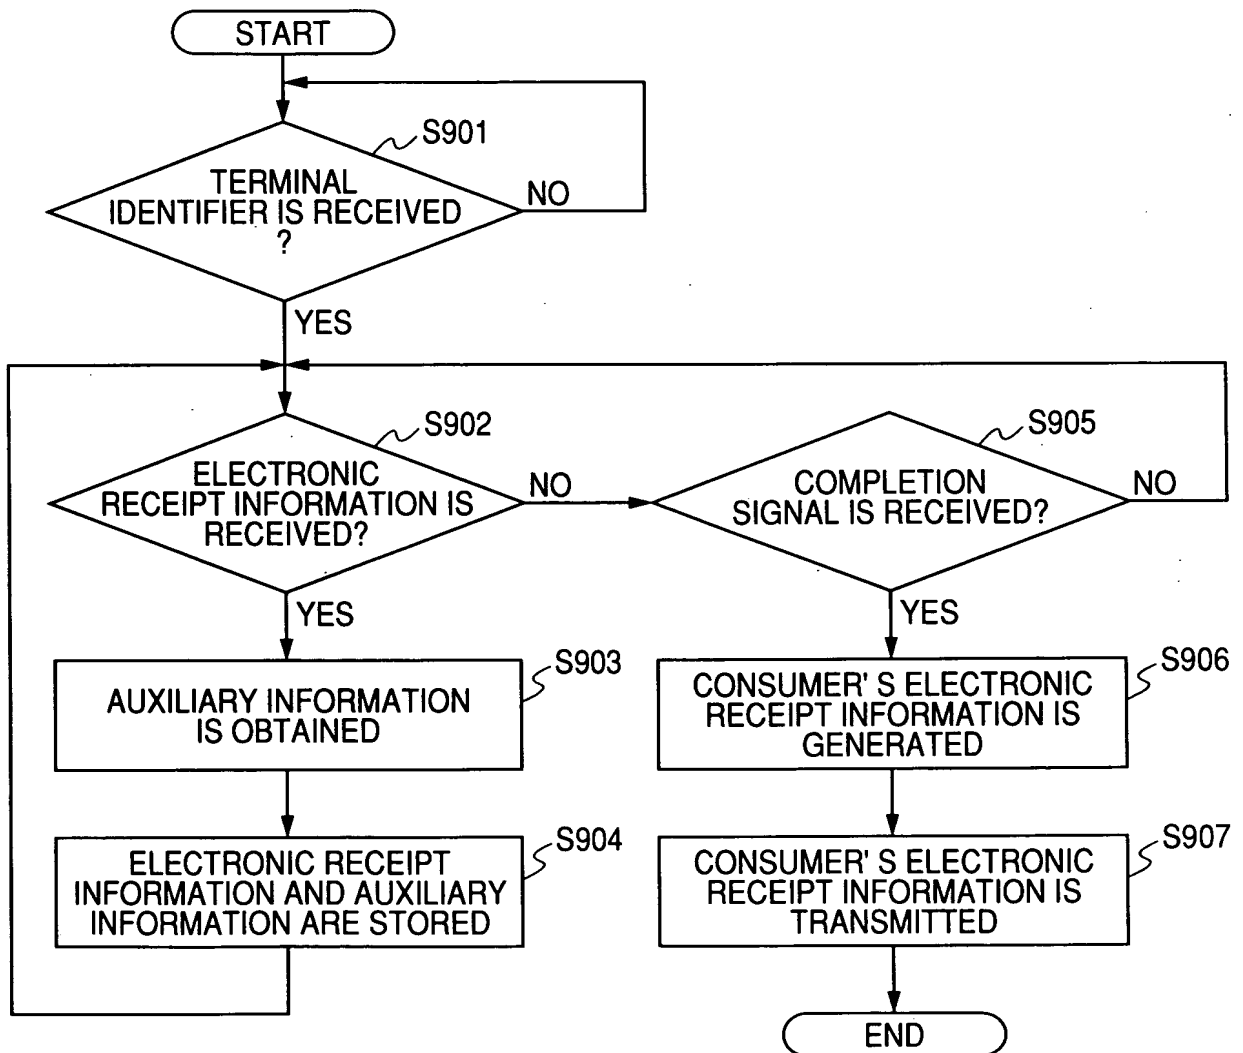 START
S901
TERMINAL
IDENTIFIER IS RECEIVED
?
NO
YES
S902
ELECTRONIC
RECEIPT INFORMATION IS
RECEIVED?
NO
S905
COMPLETION
SIGNAL IS RECEIVED?
NO
YES
YES
S903
AUXILIARY INFORMATION
IS OBTAINED
S906
CONSUMER' S ELECTRONIC
RECEIPT INFORMATION IS
GENERATED
S904
ELECTRONIC RECEIPT
INFORMATION AND AUXILIARY
INFORMATION ARE STORED
S907
CONSUMER' S ELECTRONIC
RECEIPT INFORMATION IS
TRANSMITTED
END